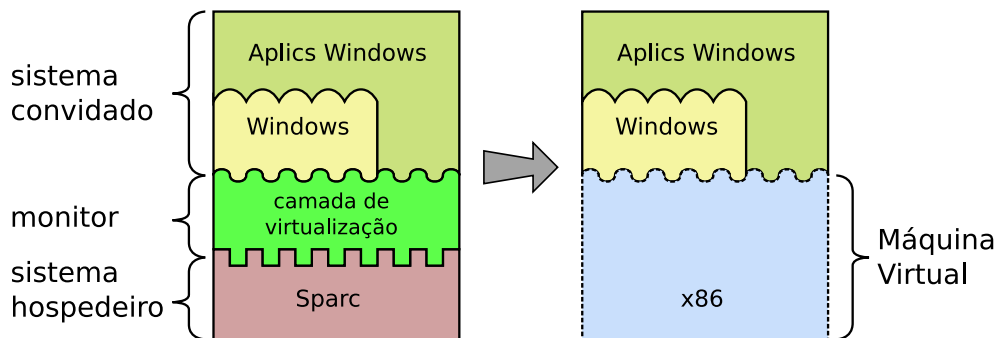 sistema
convidado
monitor
sistema
hospedeiro
Aplics Windows
Windows
camada de
virtualização
Sparc
Aplics Windows
Windows
x86
Máquina
Virtual